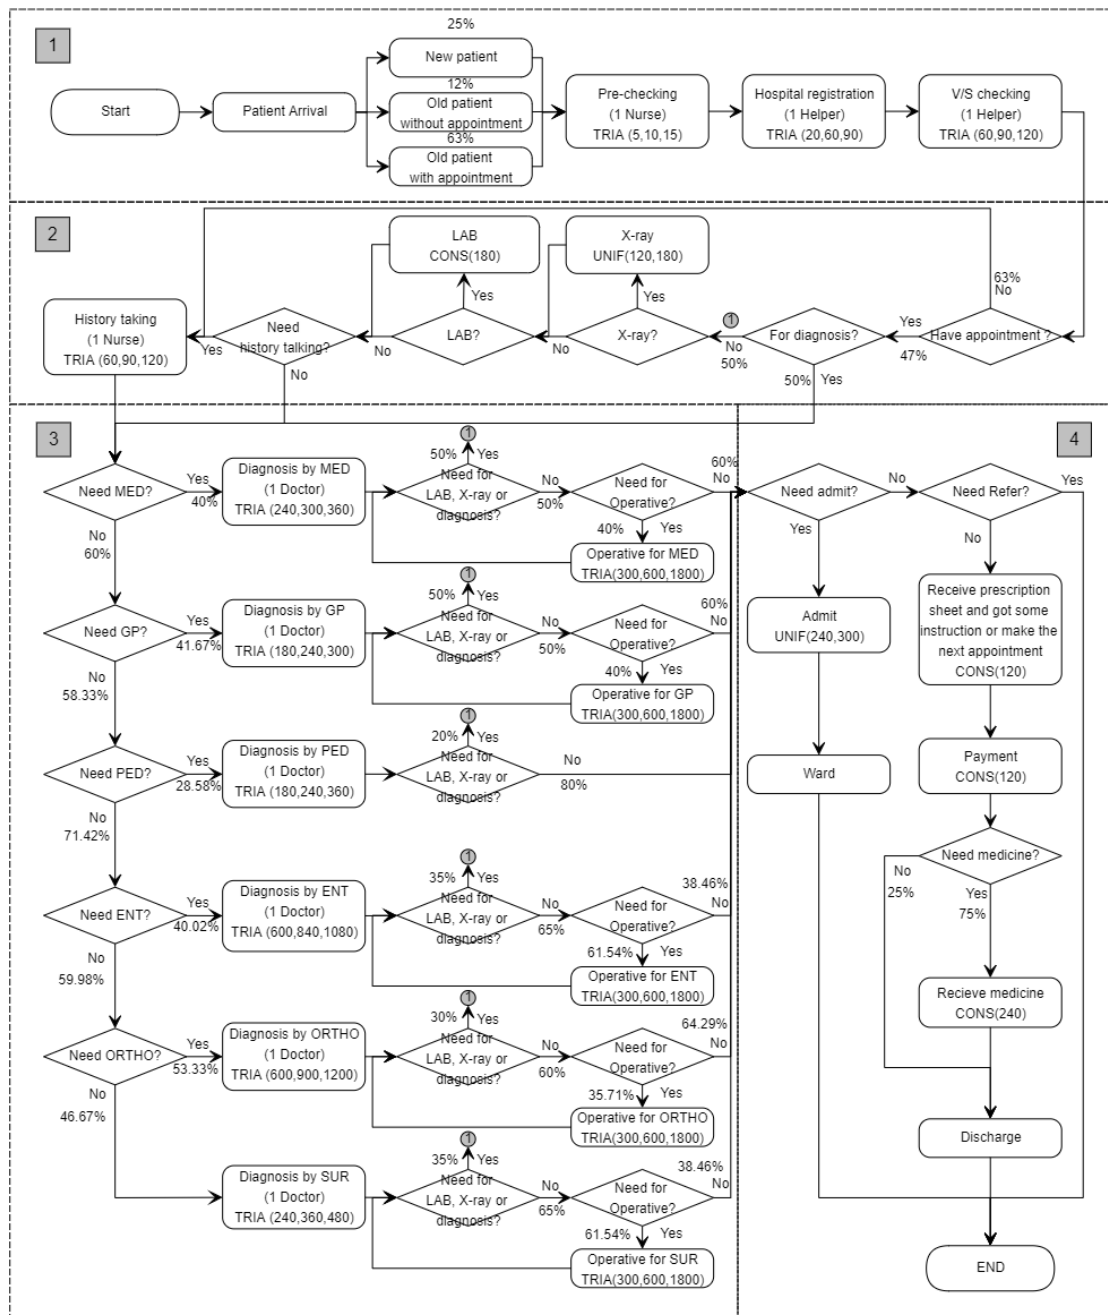 1
25%
New patient
12%
Start
Patient Arrival
Old patient
without appointment
63%
Old patient
with appointment
Pre-checking
(1 Nurse)
TRIA (5,10,15)
Hospital registration
(1 Helper)
TRIA (20,60,90)
V/S checking
(1 Helper)
TRIA (60,90,120)
2
LAB
CONS(180)
X-ray
UNIF(120,180)
63%
No
Yes
Yes
History taking
(1 Nurse)
TRIA (60,90,120)
Yes
Need
history talking?
No
No
LAB?
No
X-ray?
1
No
50%
For diagnosis?
50%
Yes
Yes
47%
Have appointment ?
3
Need MED?
Yes
40%
No
60%
Diagnosis by MED
(1 Doctor)
TRIA (240,300,360)
1
50%
Yes
Need for
LAB, X-ray or
diagnosis?
No
50%
Need for
Operative?
60%
No
40%
Yes
Operative for MED
TRIA(300,600,1800)
Need GP?
Yes
41.67%
No
58.33%
Diagnosis by GP
(1 Doctor)
TRIA (180,240,300)
1
50%
Yes
Need for
LAB, X-ray or
diagnosis?
No
50%
Need for
Operative?
60%
No
40%
Yes
Operative for GP
TRIA(300,600,1800)
Need PED?
Yes
28.58%
No
71.42%
Diagnosis by PED
(1 Doctor)
TRIA (180,240,360)
1
20%
Yes
Need for
LAB, X-ray or
diagnosis?
No
80%
Need ENT?
Yes
40.02%
No
59.98%
Diagnosis by ENT
(1 Doctor)
TRIA (600,840,1080)
1
35%
Yes
Need for
LAB, X-ray or
diagnosis?
No
65%
Need for
Operative?
38.46%
No
61.54%
Yes
Operative for ENT
TRIA(300,600,1800)
Need ORTHO?
Yes
53.33%
No
46.67%
Diagnosis by ORTHO
(1 Doctor)
TRIA (600,900,1200)
1
30%
Yes
Need for
LAB, X-ray or
diagnosis?
No
60%
Need for
Operative?
64.29%
No
35.71%
Yes
Operative for ORTHO
TRIA(300,600,1800)
Diagnosis by SUR
(1 Doctor)
TRIA (240,360,480)
1
35%
Yes
Need for
LAB, X-ray or
diagnosis?
No
65%
Need for
Operative?
38.46%
No
61.54%
Yes
Operative for SUR
TRIA(300,600,1800)
4
Need admit?
No
Need Refer?
Yes
Yes
No
Admit
UNIF(240,300)
Ward
Receive prescription
sheet and got some
instruction or make the
next appointment
CONS(120)
Payment
CONS(120)
Need medicine?
No
25%
Yes
75%
Recieve medicine
CONS(240)
Discharge
END